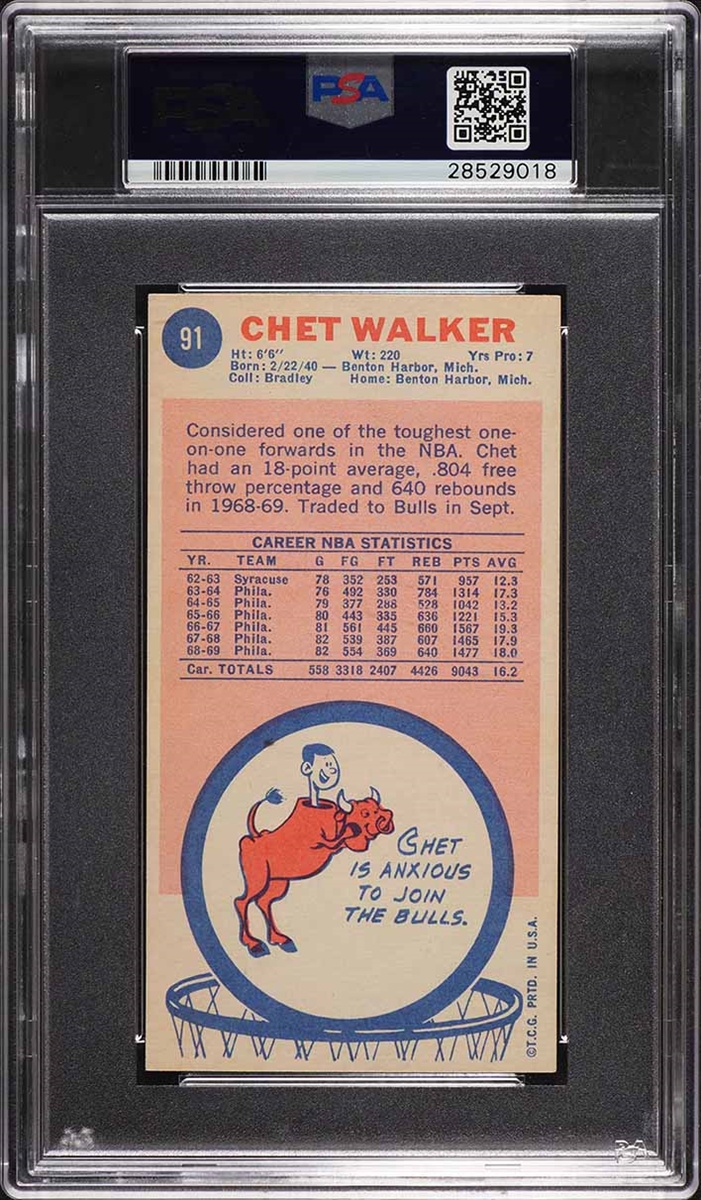 PSA
PSA
28529018
91
CHET WALKER
Ht: 6'6" Wt: 220 Yrs Pro: 7
Born: 2/22/40 — Benton Harbor, Mich.
Coll: Bradley Home: Benton Harbor, Mich.
Considered one of the toughest one-
on-one forwards in the NBA. Chet
had an 18-point average, .804 free
throw percentage and 640 rebounds
in 1968-69. Traded to Bulls in Sept.
CAREER NBA STATISTICS
YR. TEAM G FG FT REB PTS AVG
62-63 Syracuse 78 352 253 571 957 12.3
63-64 Phila. 76 492 330 784 1314 17.3
64-65 Phila. 79 377 288 528 1042 13.2
65-66 Phila. 80 443 335 636 1221 15.3
66-67 Phila. 81 561 445 660 1567 19.3
67-68 Phila. 82 539 387 607 1465 17.9
68-69 Phila. 82 554 369 640 1477 18.0
Car. TOTALS 558 3318 2407 4426 9043 16.2
CHET
IS ANXIOUS
TO JOIN
THE BULLS.
©T.C.G. PRTD. IN U.S.A.